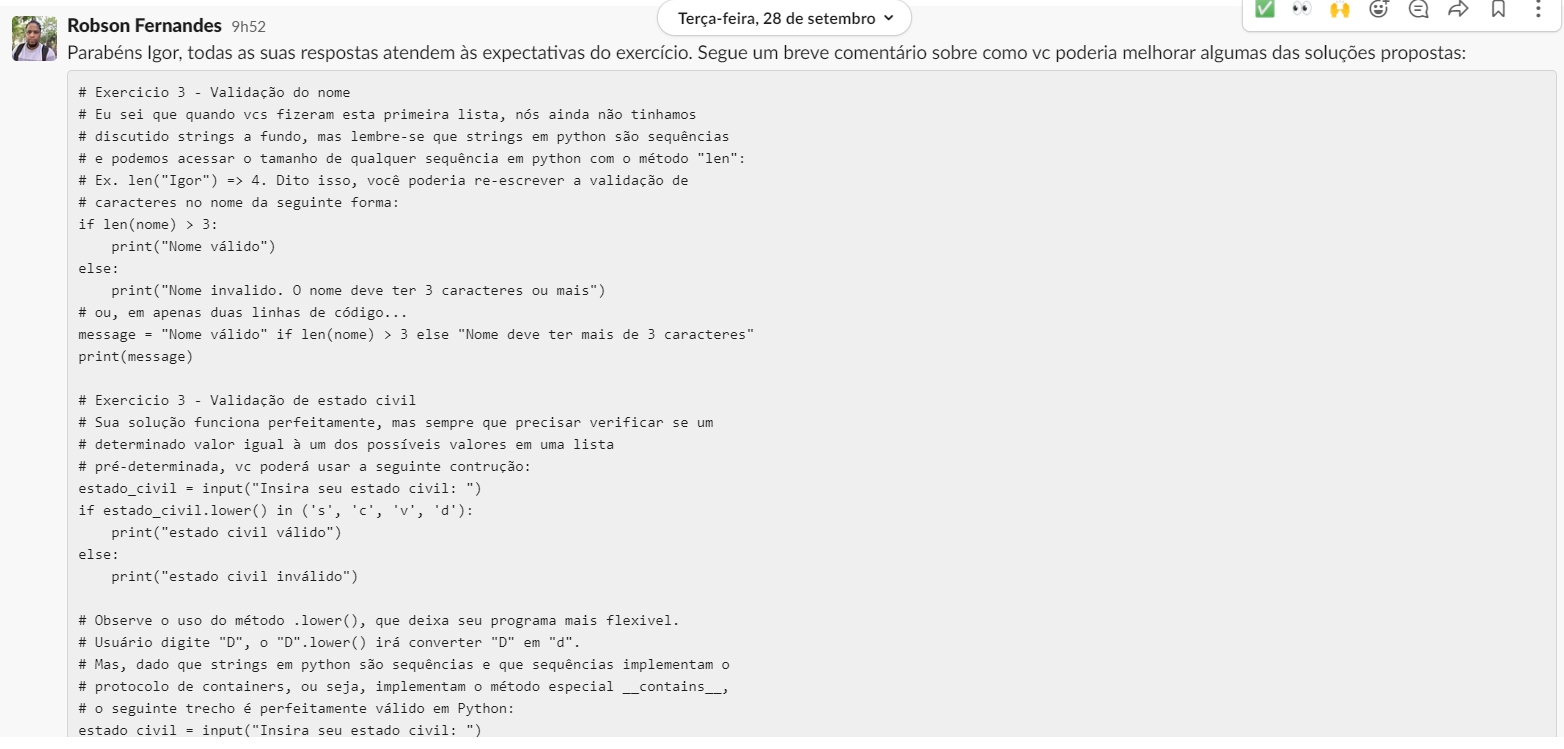 Terça-feira, 28 de setembro
Robson Fernandes 9h52
Parabéns Igor, todas as suas respostas atendem às expectativas do exercício. Segue um breve comentário sobre como vc poderia melhorar algumas das soluções propostas:
# Exercicio 3 - Validação do nome
# Eu sei que quando vcs fizeram esta primeira lista, nós ainda não tinhamos
# discutido strings a fundo, mas lembre-se que strings em python são sequências
# e podemos acessar o tamanho de qualquer sequência em python com o método "len":
# Ex. len("Igor") => 4. Dito isso, você poderia re-escrever a validação de
# caracteres no nome da seguinte forma:
if len(nome) > 3:
    print("Nome válido")
else:
    print("Nome invalido. O nome deve ter 3 caracteres ou mais")
# ou, em apenas duas linhas de código...
message = "Nome válido" if len(nome) > 3 else "Nome deve ter mais de 3 caracteres"
print(message)

# Exercicio 3 - Validação de estado civil
# Sua solução funciona perfeitamente, mas sempre que precisar verificar se um
# determinado valor igual à um dos possíveis valores em uma lista
# pré-determinada, vc poderá usar a seguinte contrução:
estado_civil = input("Insira seu estado civil: ")
if estado_civil.lower() in ('s', 'c', 'v', 'd'):
    print("estado civil válido")
else:
    print("estado civil inválido")

# Observe o uso do método .lower(), que deixa seu programa mais flexivel.
# Usuário digite "D", o "D".lower() irá converter "D" em "d".
# Mas, dado que strings em python são sequências e que sequências implementam o
# protocolo de containers, ou seja, implementam o método especial __contains__,
# o seguinte trecho é perfeitamente válido em Python:
estado_civil = input("Insira seu estado civil: ")